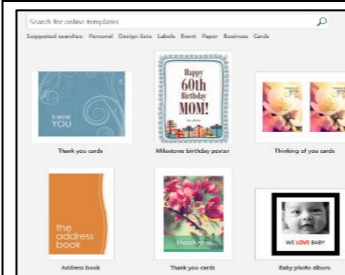 Search for online templates
Suggested searches: Personal Design Sets Labels Event Paper Business Cards
THANK
YOU
Happy
60th
Birthday
MOM!
Thank you cards
Milestone birthday poster
Thinking of you cards
the
address
book
thank you
WE LOVE BABY
Address book
Thank you cards
Baby photo album